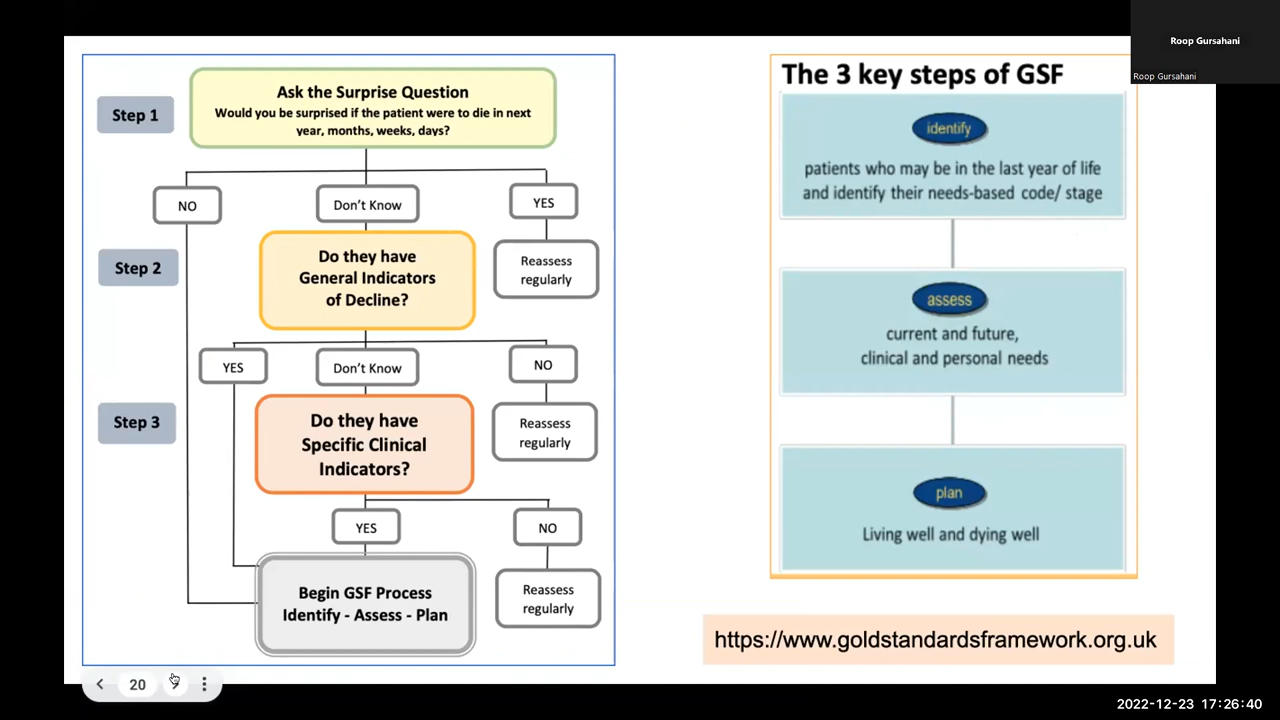 Roop Gursahani
Roop Gursahani
Step 1
Ask the Surprise Question
Would you be surprised if the patient were to die in next
year, months, weeks, days?
NO
Don't Know
YES
Step 2
Do they have
General Indicators
of Decline?
Reassess
regularly
YES
Don't Know
NO
Step 3
Do they have
Specific Clinical
Indicators?
Reassess
regularly
YES
NO
Begin GSF Process
Identify - Assess - Plan
Reassess
regularly
The 3 key steps of GSF
identify
patients who may be in the last year of life
and identify their needs-based code/ stage
assess
current and future,
clinical and personal needs
plan
Living well and dying well
https://www.goldstandardsframework.org.uk
20
2022-12-23 17:26:40